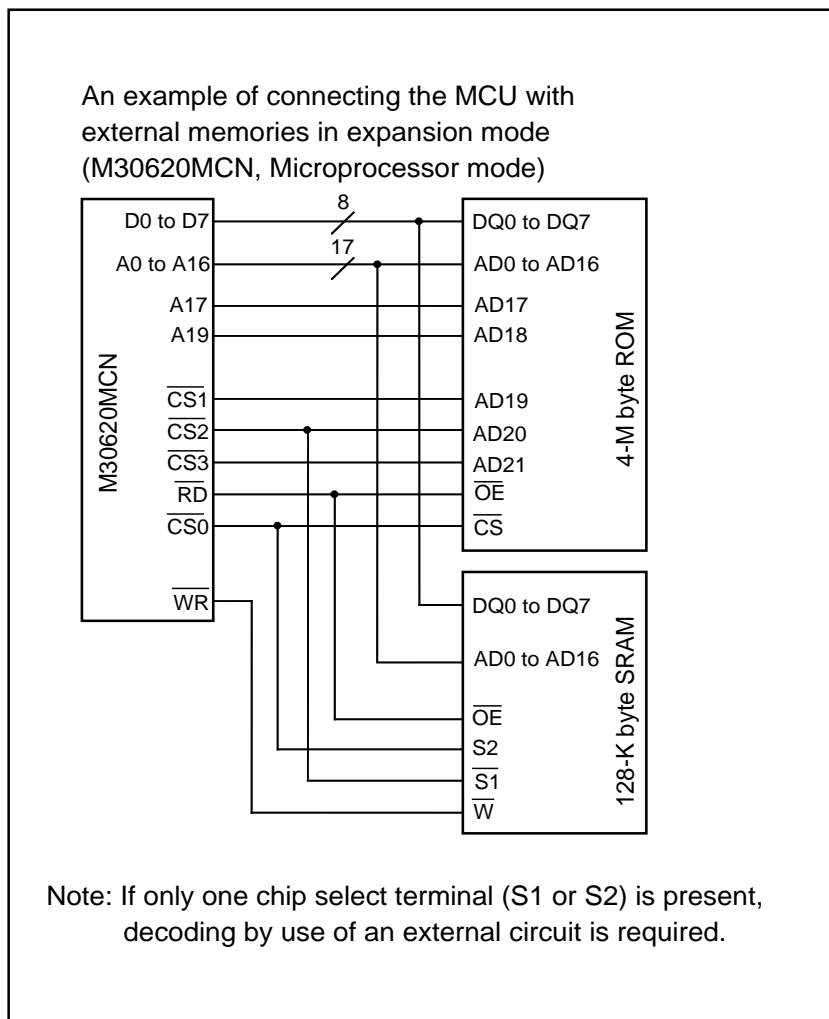 An example of connecting the MCU with
external memories in expansion mode
(M30620MCN, Microprocessor mode)
8
D0 to D7
DQ0 to DQ7
17
A0 to A16
AD0 to AD16
A17
AD17
A19
AD18
CS1
AD19
CS2
AD20
CS3
AD21
RD
OE
CS0
CS
WR
M30620MCN
4-M byte ROM
DQ0 to DQ7
AD0 to AD16
OE
S2
S1
W
128-K byte SRAM
Note: If only one chip select terminal (S1 or S2) is present,
decoding by use of an external circuit is required.